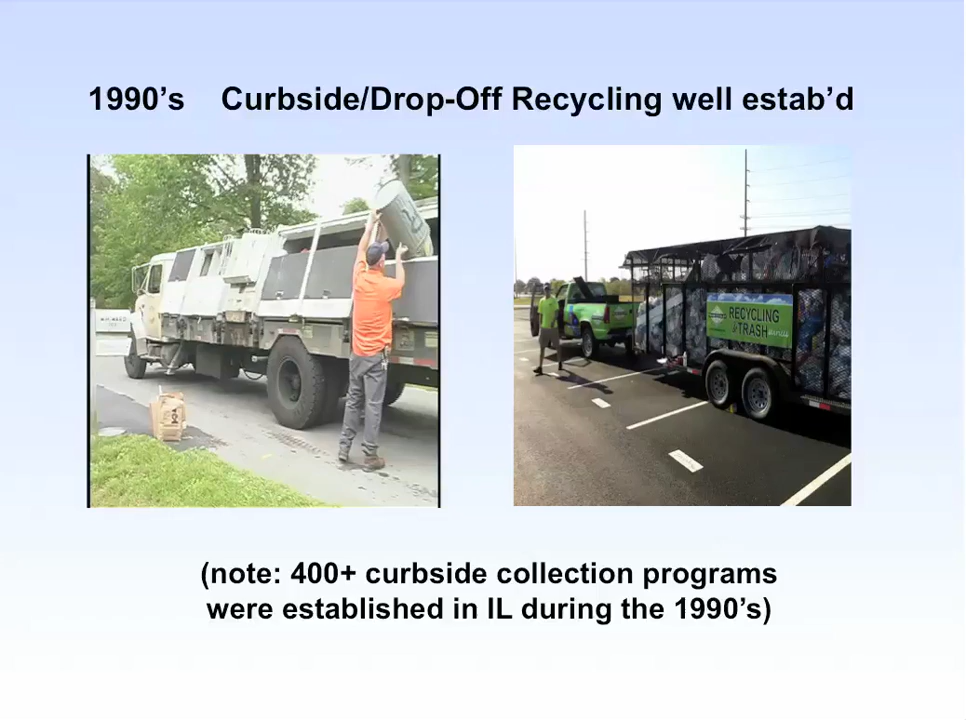 1990’s    Curbside/Drop-Off Recycling well estab’d
RECYCLING
TRASH
(note: 400+ curbside collection programs
were established in IL during the 1990’s)